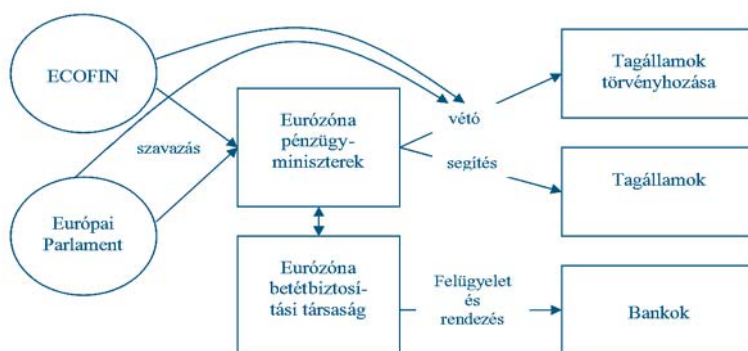 ECOFIN
szavazás
Európai
Parlament
Eurózóna
pénzügy-
miniszterek
Eurózóna
betétbiztosí-
tási társaság
vétó
segítés
Felügyelet
és
rendezés
Tagállamok
törvényhozása
Tagállamok
Bankok